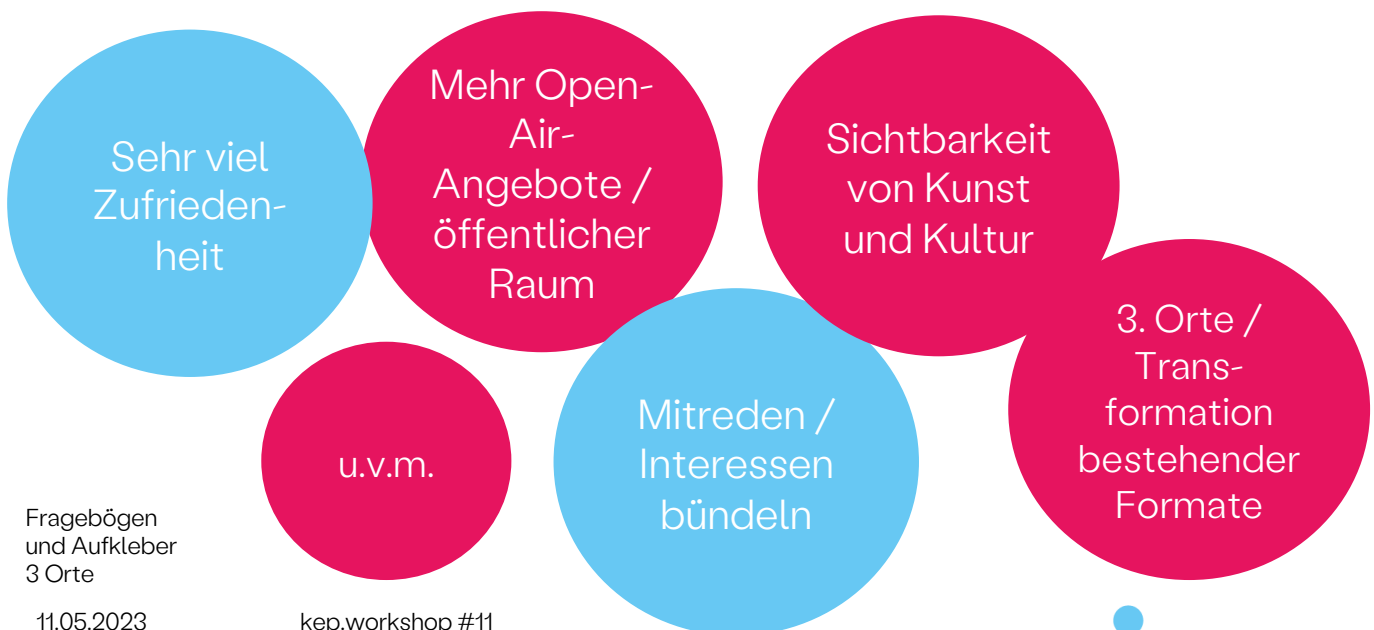 Sehr viel
Zufrieden-
heit
Mehr Open-
Air-
Angebote /
öffentlicher
Raum
Sichtbarkeit
von Kunst
und Kultur
3. Orte /
Trans-
formation
bestehender
Formate
u.v.m.
Mitreden /
Interessen
bündeln
Fragebögen
und Aufkleber
3 Orte
11.05.2023
kep.workshop #11